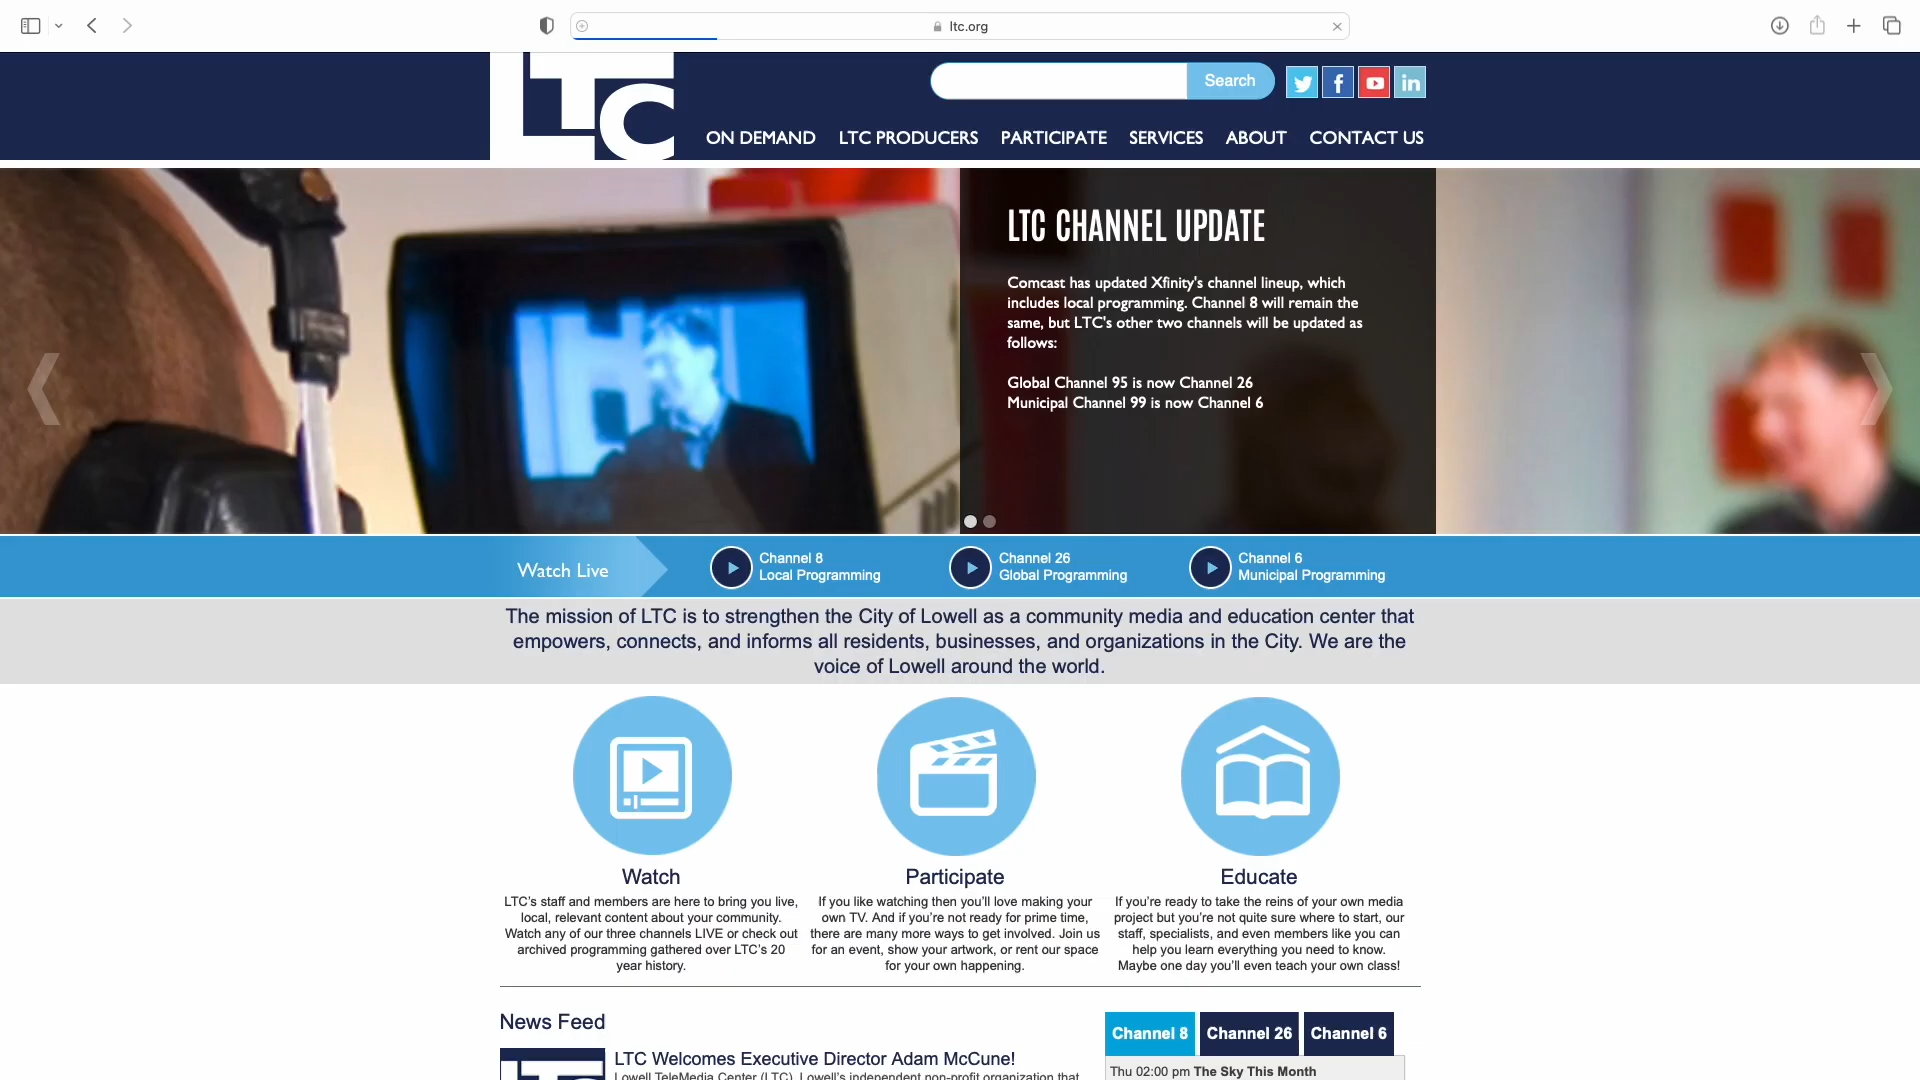 ltc.org
LTC
Search
ON DEMAND LTC PRODUCERS PARTICIPATE SERVICES ABOUT CONTACT US
LTC CHANNEL UPDATE
Comcast has updated Xfinity's channel lineup, which
includes local programming. Channel 8 will remain the
same, but LTC's other two channels will be updated as
follows:
Global Channel 95 is now Channel 26
Municipal Channel 99 is now Channel 6
Watch Live
Channel 8
Local Programming
Channel 26
Global Programming
Channel 6
Municipal Programming
The mission of LTC is to strengthen the City of Lowell as a community media and education center that
empowers, connects, and informs all residents, businesses, and organizations in the City. We are the
voice of Lowell around the world.
Watch
LTC's staff and members are here to bring you live,
local, relevant content about your community.
Watch any of our three channels LIVE or check out
archived programming gathered over LTC's 20
year history.
Participate
If you like watching then you'll love making your
own TV. And if you're not ready for prime time,
there are many more ways to get involved. Join us
for an event, show your artwork, or rent our space
for your own happening.
Educate
If you're ready to take the reins of your own media
project but you're not quite sure where to start, our
staff, specialists, and even members like you can
help you learn everything you need to know.
Maybe one day you'll even teach your own class!
News Feed
LTC Welcomes Executive Director Adam McCune!
Lowell TeleMedia Center (LTC), Lowell's independent non-profit organization that
Channel 8 Channel 26 Channel 6
Thu 02:00 pm The Sky This Month